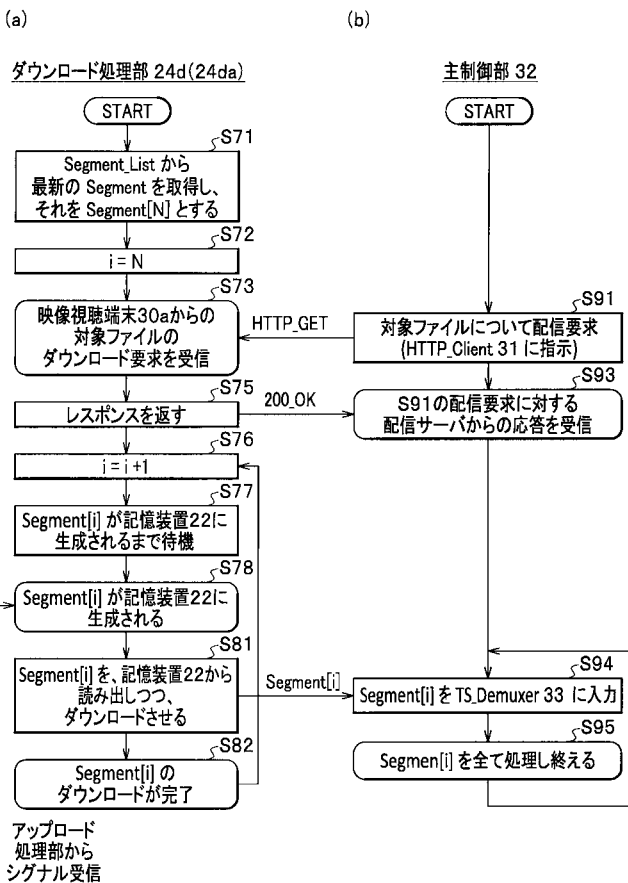 (a)
ダウンロード処理部 24d(24da)
START
S71
Segment_List から
最新の Segment を取得し、
それを Segment[N] とする
S72
i = N
S73
映像視聴端末30aからの
対象ファイルの
ダウンロード要求を受信
HTTP_GET
S75
レスポンスを返す
200_OK
S76
i = i +1
S77
Segment[i] が記憶装置22に
生成されるまで待機
S78
Segment[i] が記憶装置22に
生成される
S81
Segment[i] を、記憶装置22から
読み出しつつ、
ダウンロードさせる
Segment[i]
S82
Segment[i] の
ダウンロードが完了
アップロード
処理部から
シグナル受信
(b)
主制御部 32
START
S91
対象ファイルについて配信要求
(HTTP_Client 31 に指示)
S93
S91の配信要求に対する
配信サーバからの応答を受信
S94
Segment[i] を TS_Demuxer 33 に入力
S95
Segmen[i] を全て処理し終える